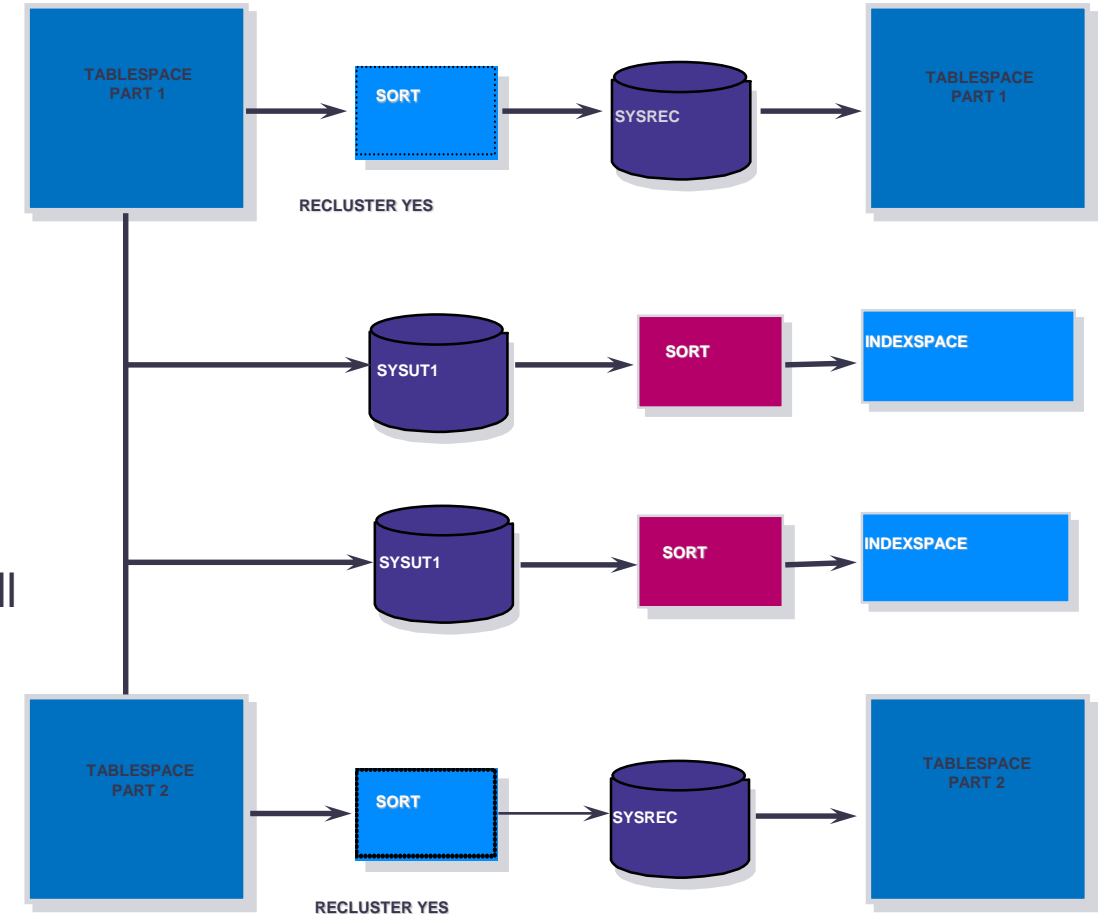 TABLESPACE
PART 1
SORT
SYSREC
TABLESPACE
PART 1
RECLUSTER YES
SYSUT1
SORT
INDEXSPACE
SYSUT1
SORT
INDEXSPACE
ll
TABLESPACE
PART 2
SORT
SYSREC
TABLESPACE
PART 2
RECLUSTER YES